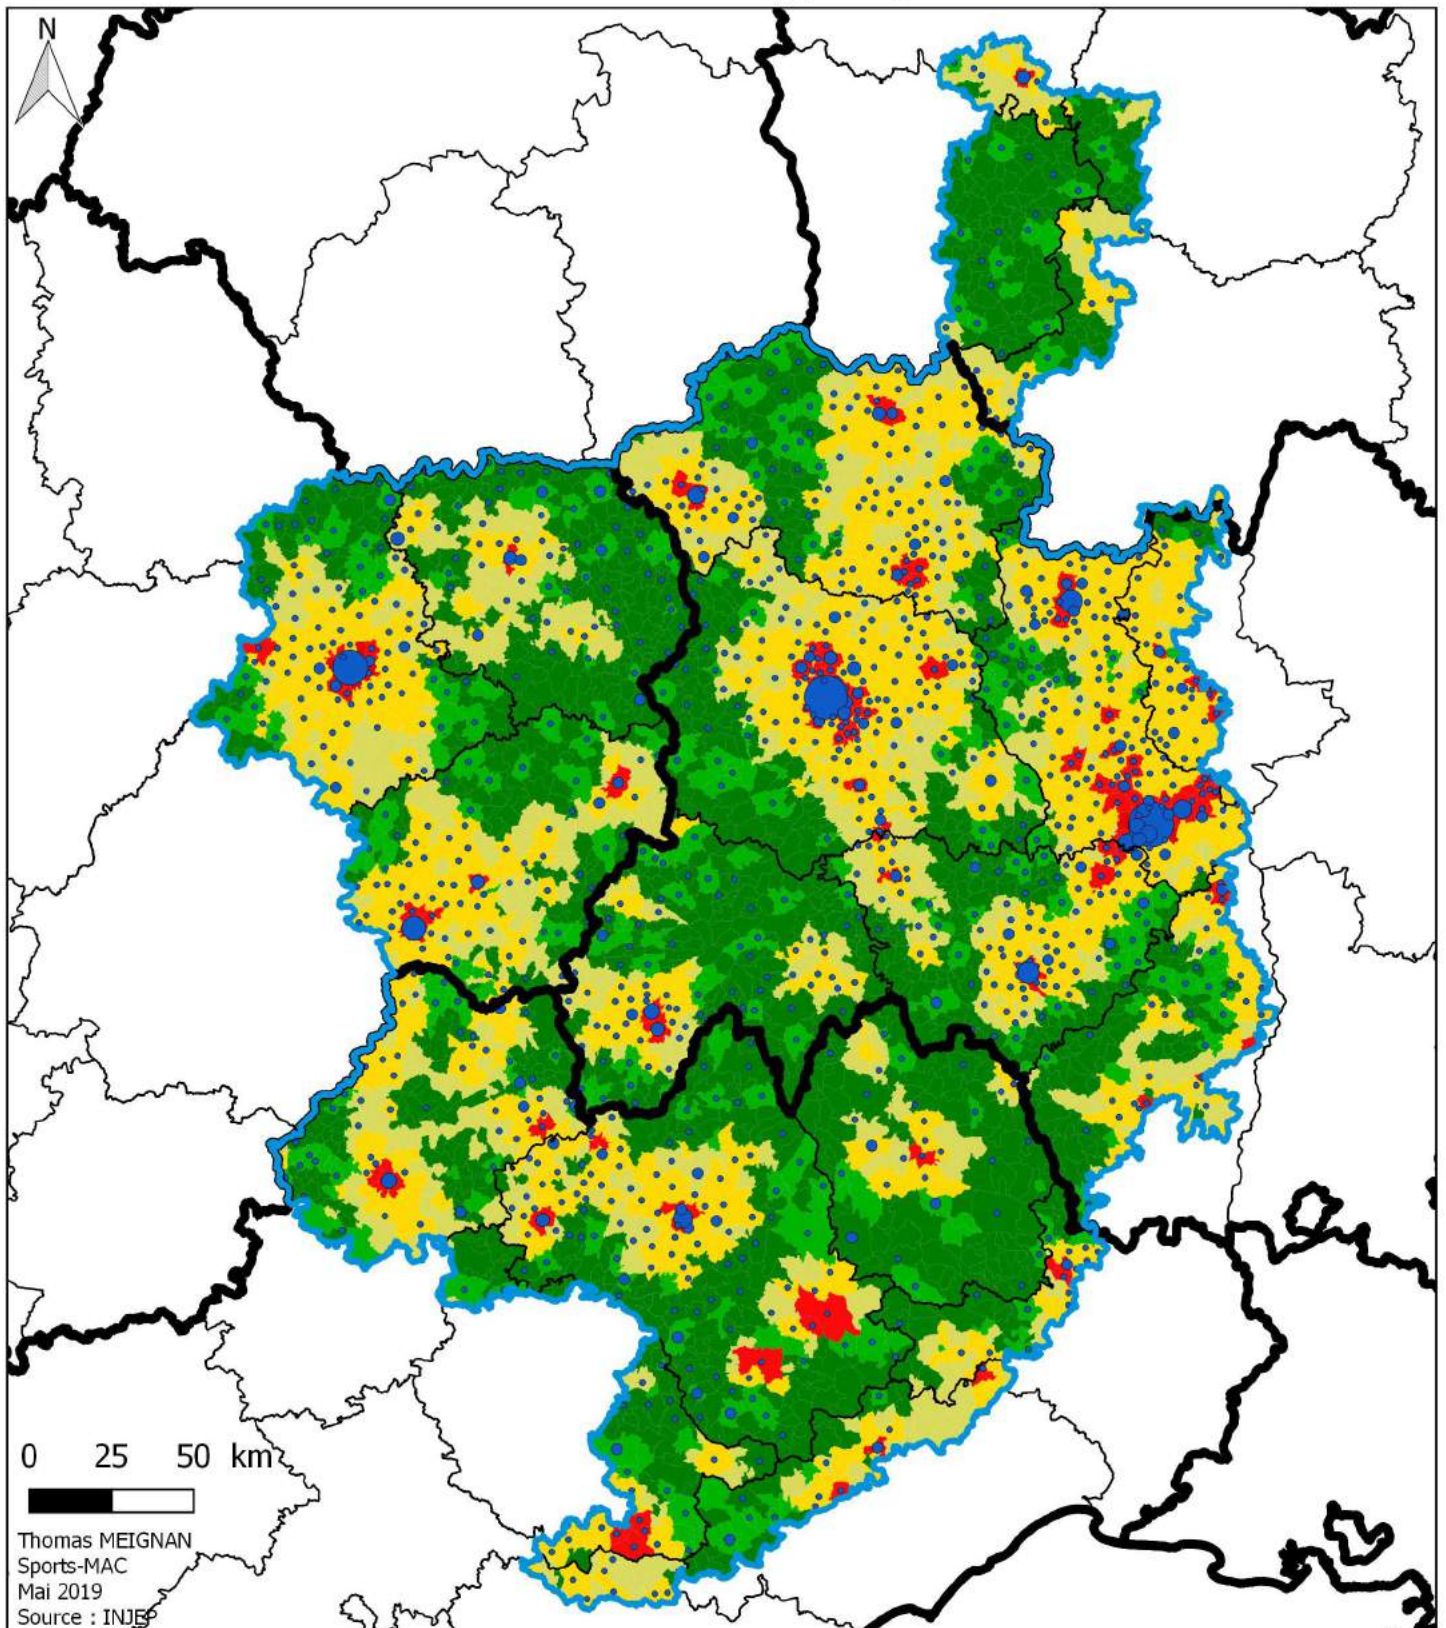 N
0 25 50 km
Thomas MEIGNAN
Sports-MAC
Mai 2019
Source : INJEP